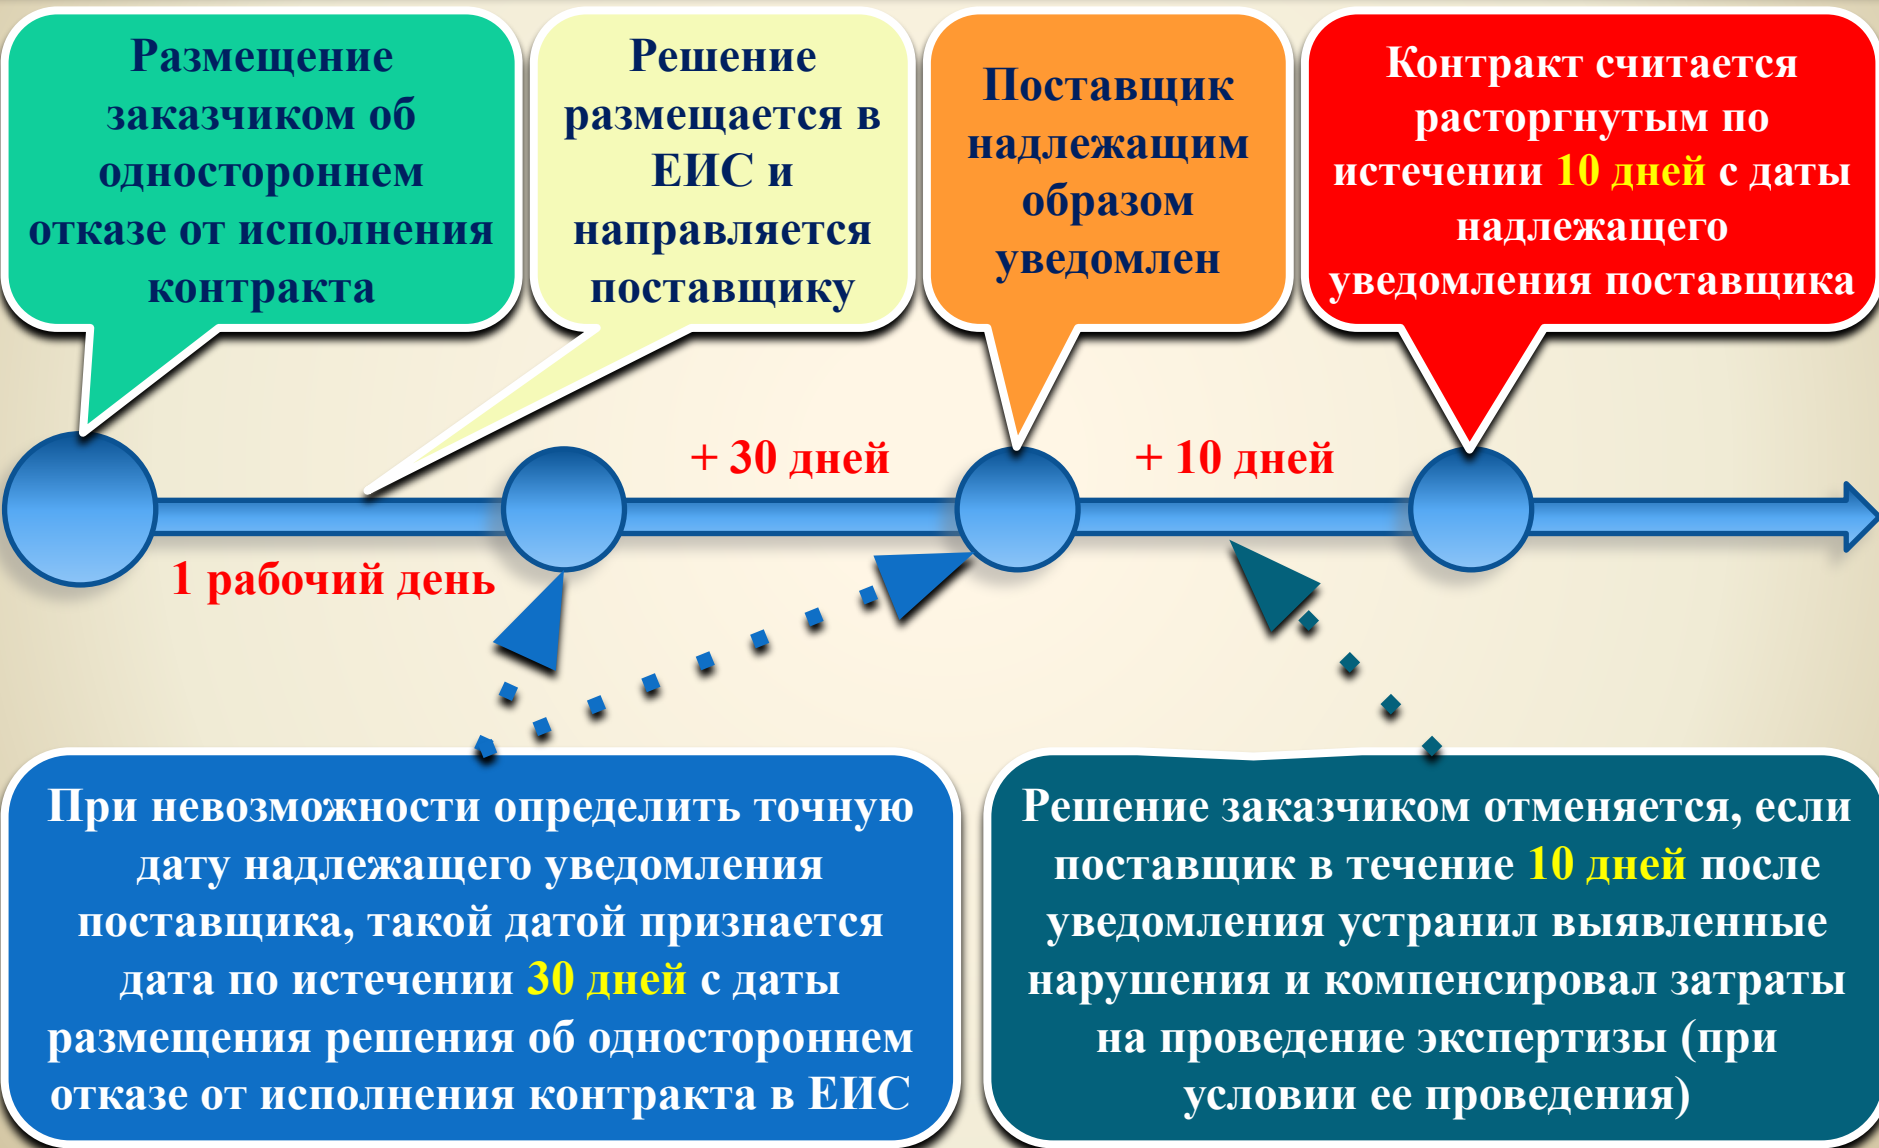 Размещение
заказчиком об
одностороннем
отказе от исполнения
контракта
Решение
размещается в
ЕИС и
направляется
поставщику
Поставщик
надлежащим
образом
уведомлен
Контракт считается
расторгнутым по
истечении 10 дней с даты
надлежащего
уведомления поставщика
+ 30 дней
+ 10 дней
1 рабочий день
При невозможности определить точную
дату надлежащего уведомления
поставщика, такой датой признается
дата по истечении 30 дней с даты
размещения решения об одностороннем
отказе от исполнения контракта в ЕИС
Решение заказчиком отменяется, если
поставщик в течение 10 дней после
уведомления устранил выявленные
нарушения и компенсировал затраты
на проведение экспертизы (при
условии ее проведения)